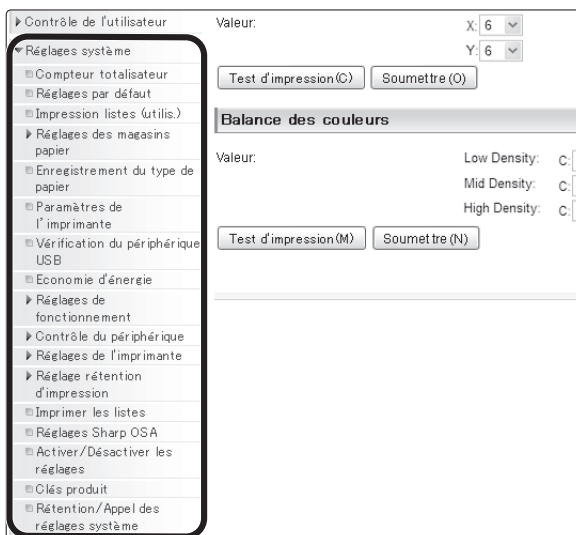 Contrôle de l'utilisateur
Réglages système
Compteur totalisateur
Réglages par défaut
Impression listes (utilis.)
Réglages des magasins
papier
Enregistrement du type de
papier
Paramètres de
l'imprimante
Vérification du périphérique
USB
Economie d'énergie
Réglages de
fonctionnement
Contrôle du périphérique
Réglages de l'imprimante
Réglage rétention
d'impression
Imprimer les listes
Réglages Sharp OSA
Activer/Désactiver les
réglages
Clés produit
Rétention/Appel des
réglages système
Valeur: X: 6
Y: 6
Test d'impression(C) Soumettre(O)
Balance des couleurs
Valeur: Low Density: C:
Mid Density: C:
High Density: C:
Test d'impression(M) Soumettre(N)